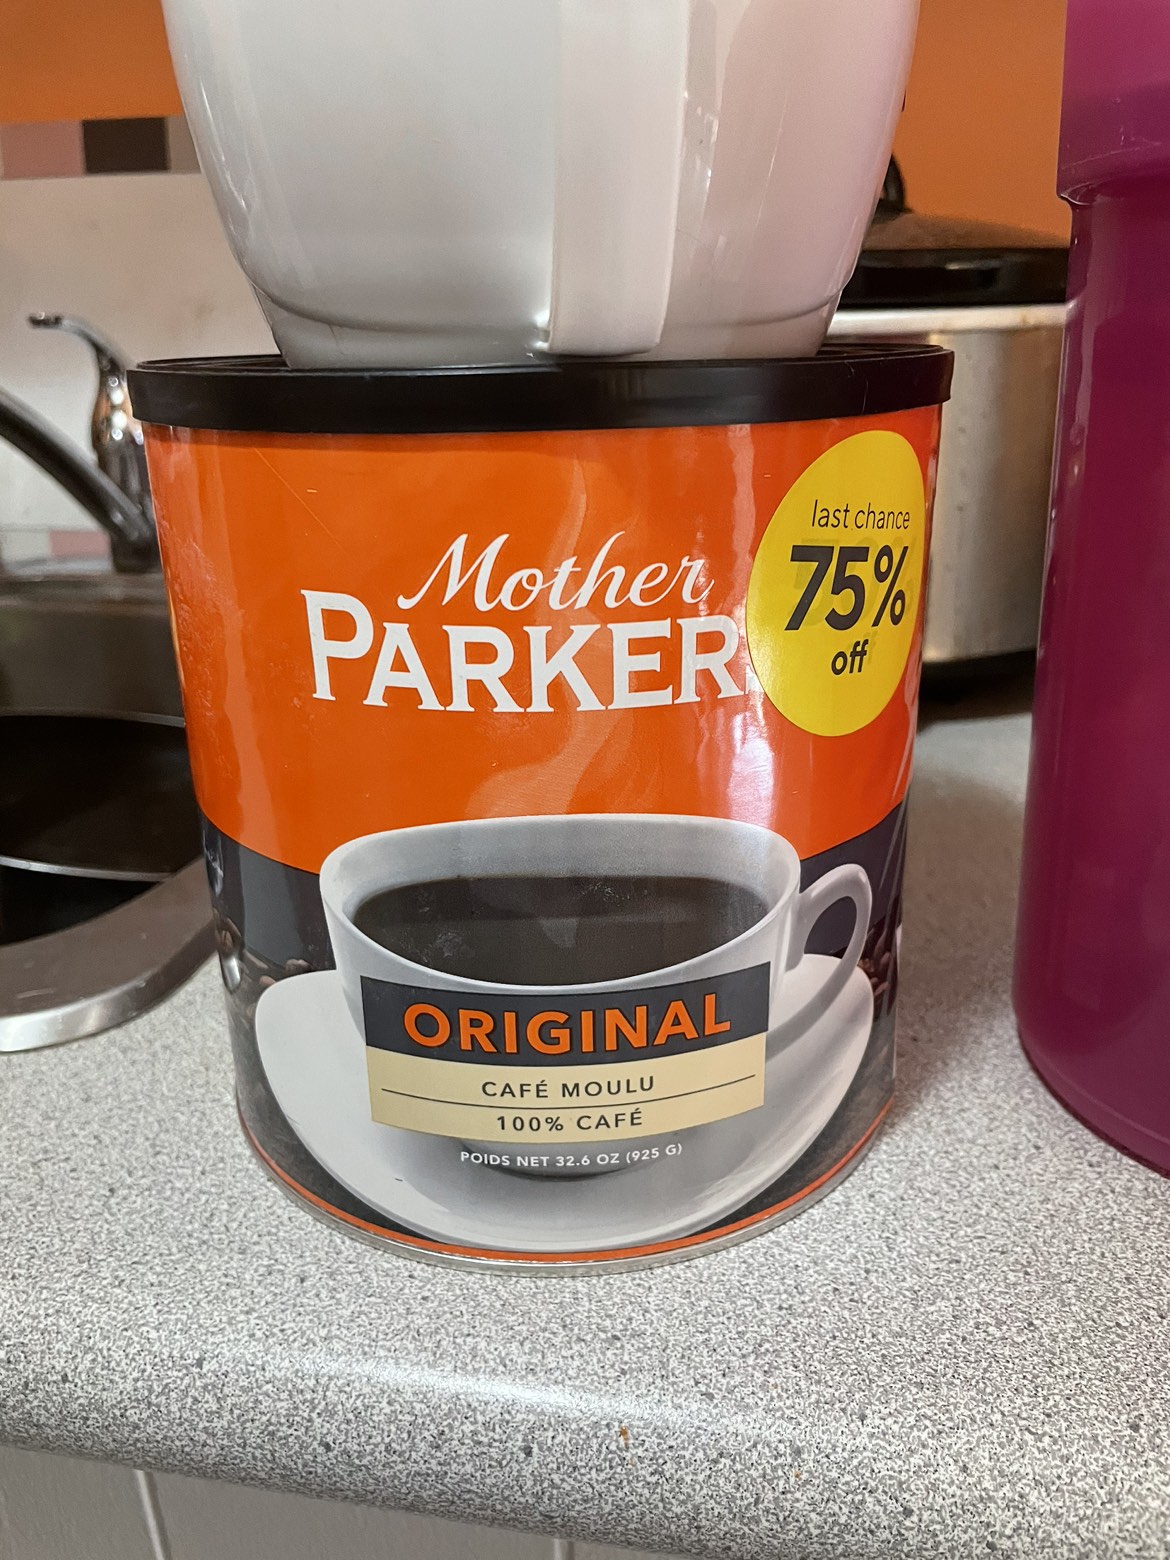 Mother
PARKER
last chance
75%
off
ORIGINAL
CAFÉ MOULU
100% CAFÉ
POIDS NET 32.6 OZ (925 G)